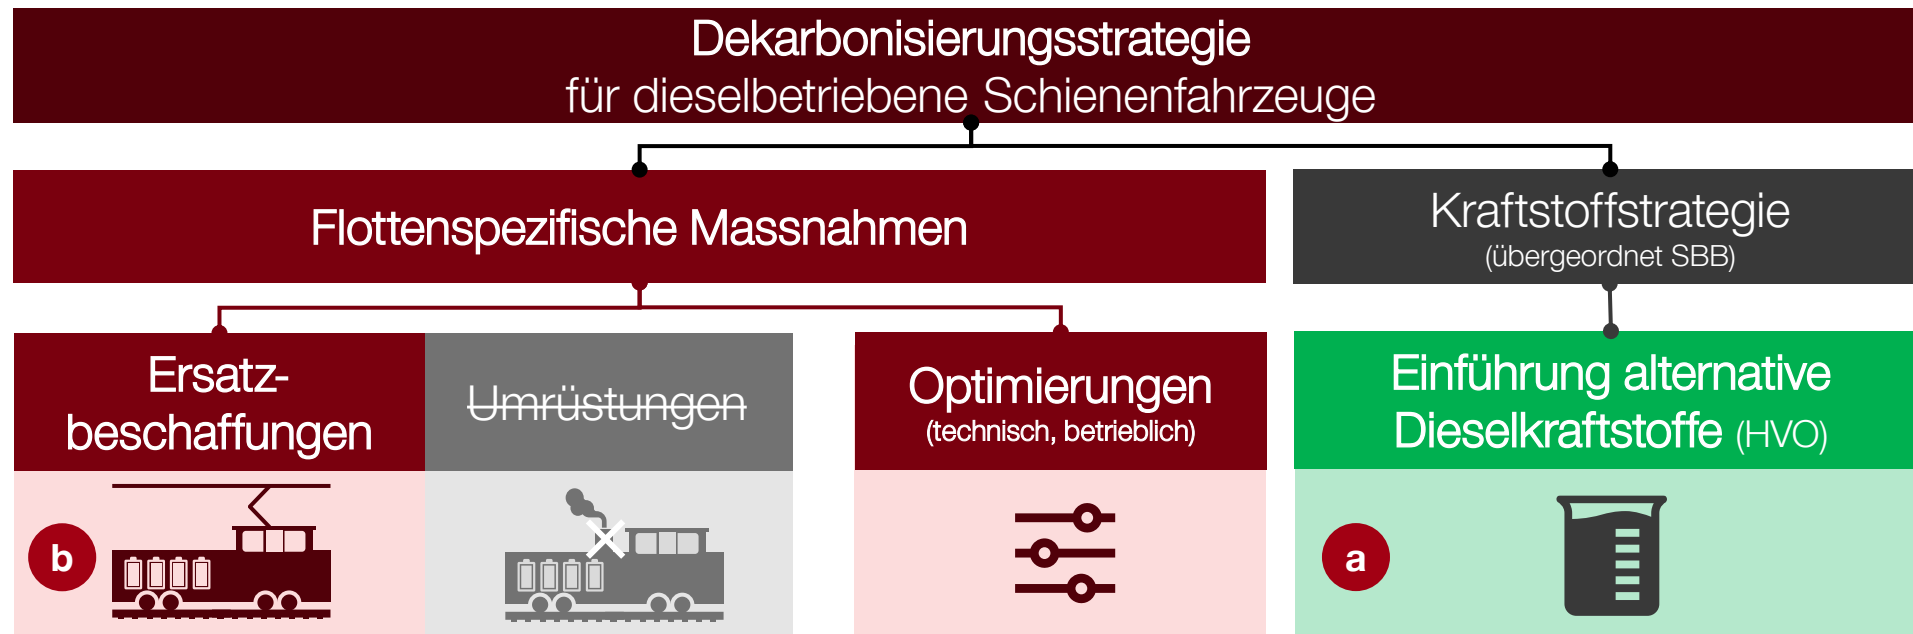 Dekarbonisierungsstrategie
für dieselbetriebene Schienenfahrzeuge
Flottenspezifische Massnahmen
Kraftstoffstrategie
(übergeordnet SBB)
Ersatz-
beschaffungen
Umrüstungen
Optimierungen
(technisch, betrieblich)
Einführung alternative
Dieselkraftstoffe (HVO)
b
a